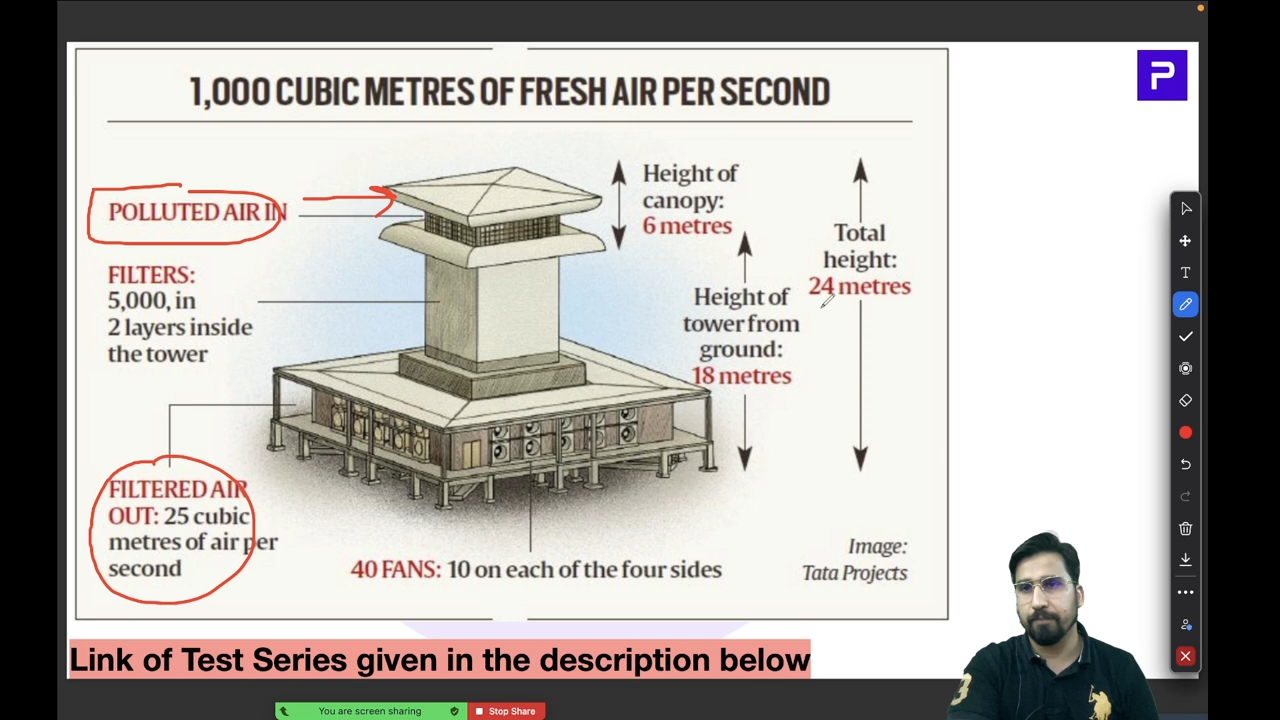 1,000 CUBIC METRES OF FRESH AIR PER SECOND
POLLUTED AIR IN
FILTERS:
5,000, in
2 layers inside
the tower
FILTERED AIR
OUT: 25 cubic
metres of air per
second
Height of
canopy:
6 metres
Height of
tower from
ground:
18 metres
Total
height:
24 metres
40 FANS: 10 on each of the four sides
Image:
Tata Projects
P
T
Link of Test Series given in the description below
You are screen sharing
Stop Share